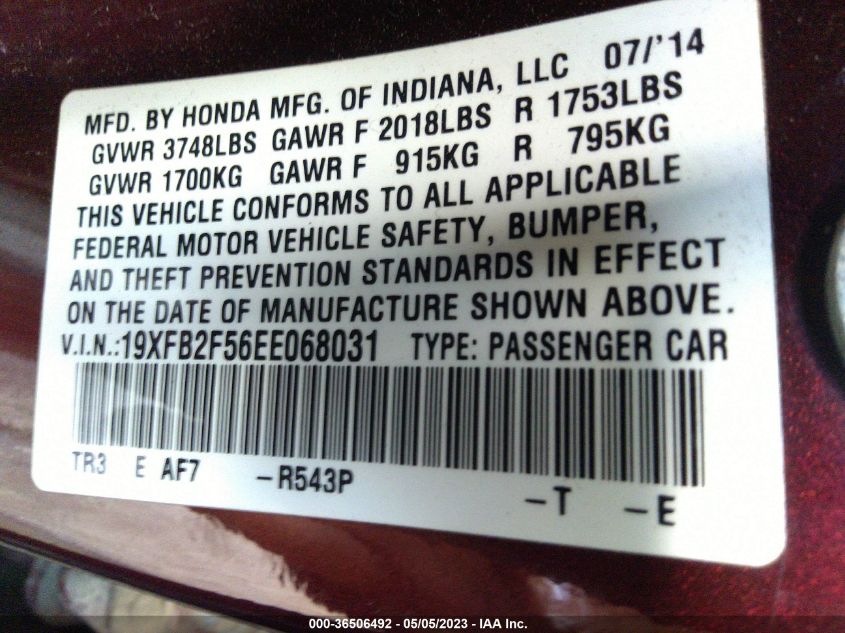 MFD. BY HONDA MFG. OF INDIANA, LLC 07/'14
GVWR 3748LBS GAWR F 2018LBS R 1753LBS
GVWR 1700KG GAWR F 915KG R 795KG
THIS VEHICLE CONFORMS TO ALL APPLICABLE
FEDERAL MOTOR VEHICLE SAFETY, BUMPER,
AND THEFT PREVENTION STANDARDS IN EFFECT
ON THE DATE OF MANUFACTURE SHOWN ABOVE.
V.I.N.:19XFB2F56EE068031 TYPE: PASSENGER CAR
TR3 E AF7 -R543P -T -E
000-36506492 - 05/05/2023 - IAA Inc.